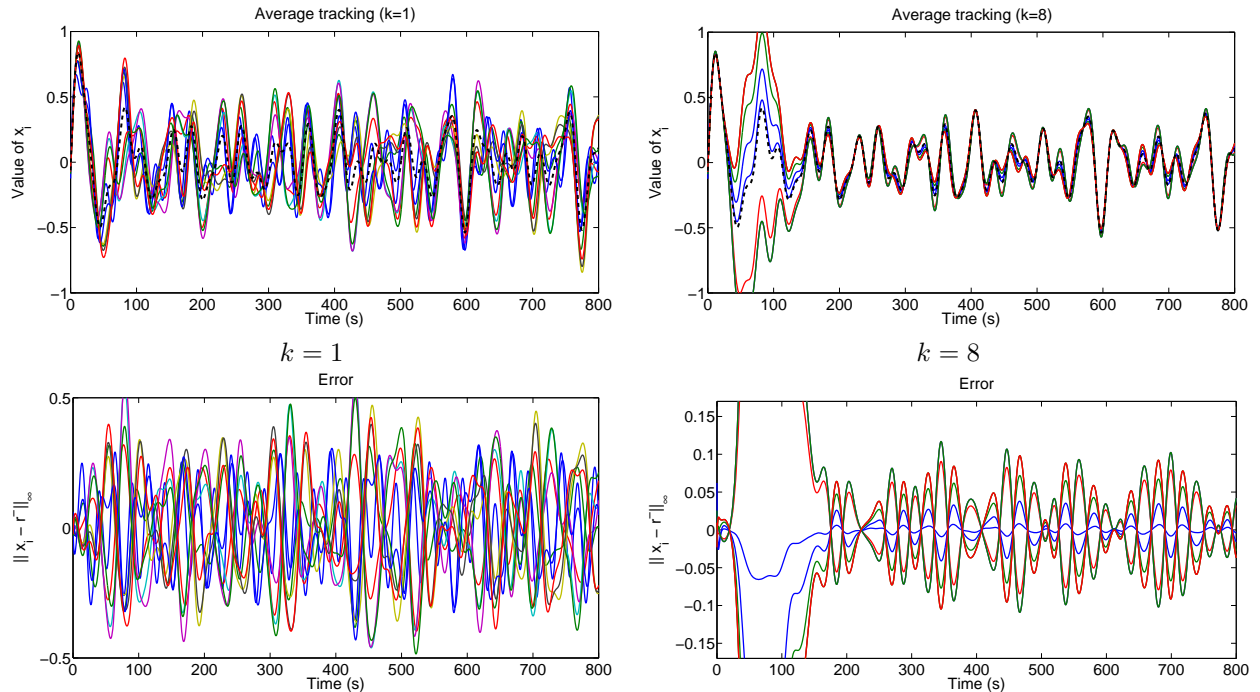 Average tracking (k=1)
Value of x_i
1
0.5
0
−0.5
−1
0 100 200 300 400 500 600 700 800
Time (s)
k = 1
Average tracking (k=8)
Value of x_i
1
0.5
0
−0.5
−1
0 100 200 300 400 500 600 700 800
Time (s)
k = 8
Error
|| x_i − r¯||_∞
0.5
0
−0.5
0 100 200 300 400 500 600 700 800
Time (s)
Error
|| x_i − r¯||_∞
0.15
0.1
0.05
0
−0.05
−0.1
−0.15
0 100 200 300 400 500 600 700 800
Time (s)